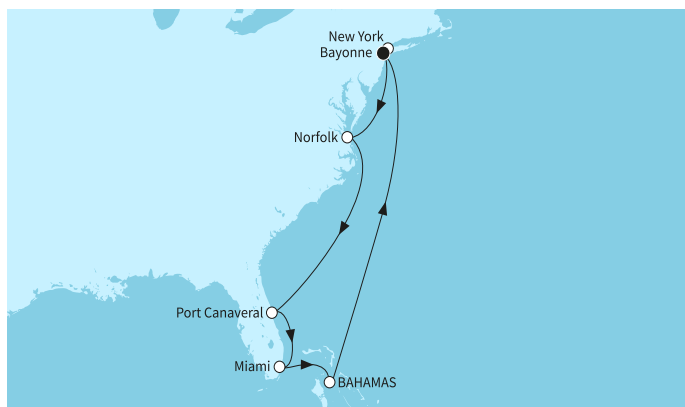 New York
Bayonne
Norfolk
Port Canaveral
Miami
BAHAMAS